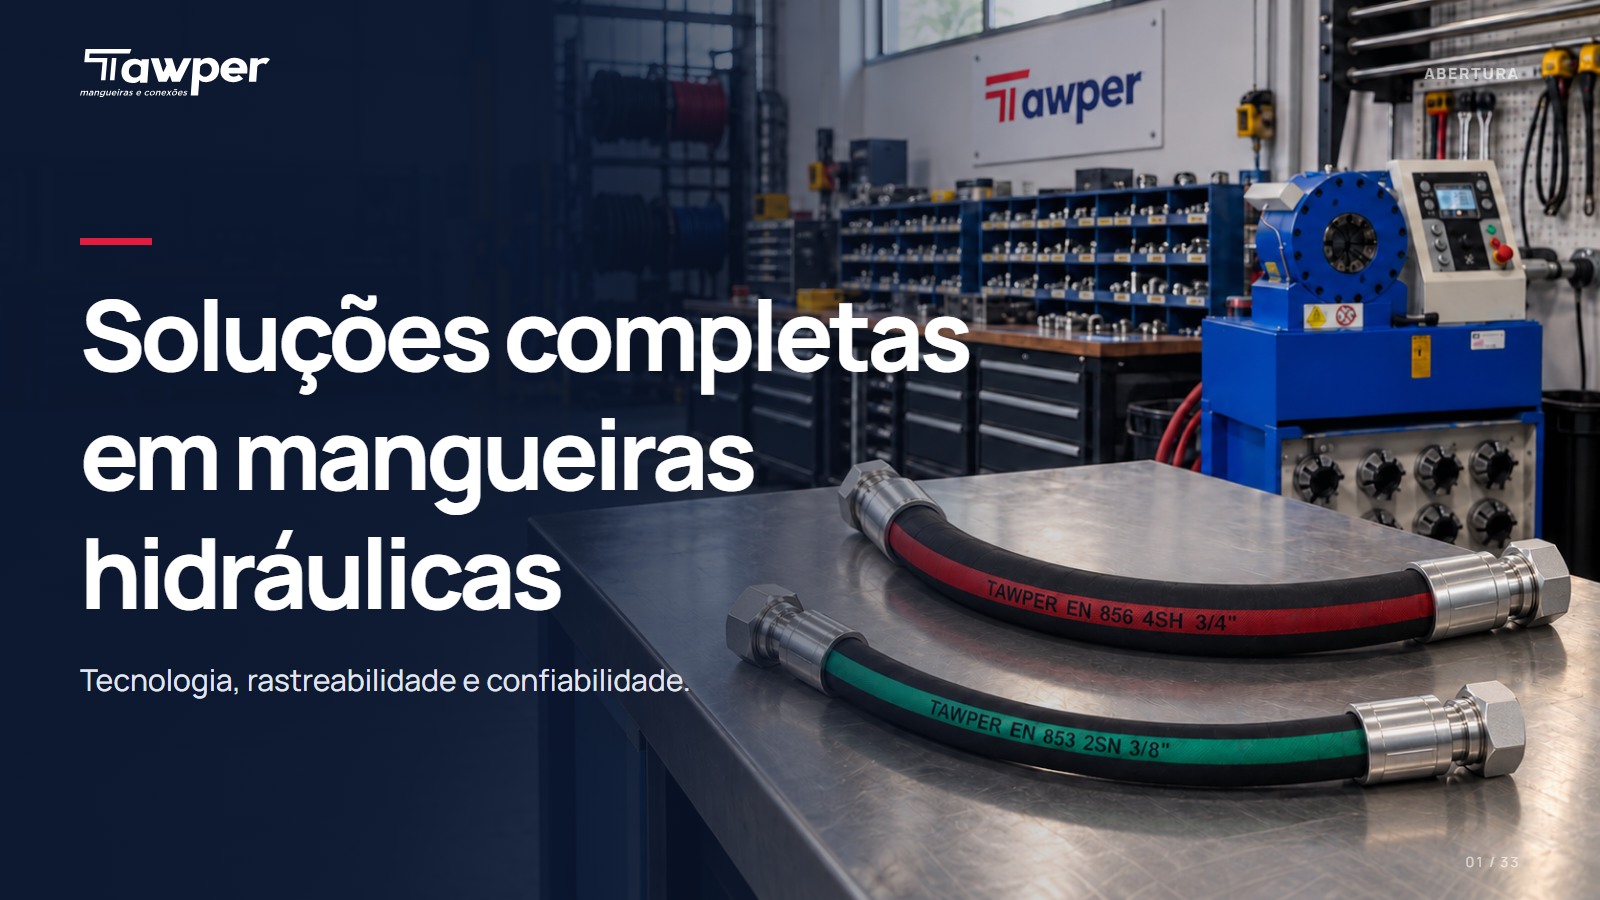 Tawper
mangueiras e conexões
ABERTURA
Tawper
Soluções completas
em mangueiras
hidráulicas
Tecnologia, rastreabilidade e confiabilidade.
TAWPER EN 856 4SH 3/4"
TAWPER EN 853 2SN 3/8"
01 / 33